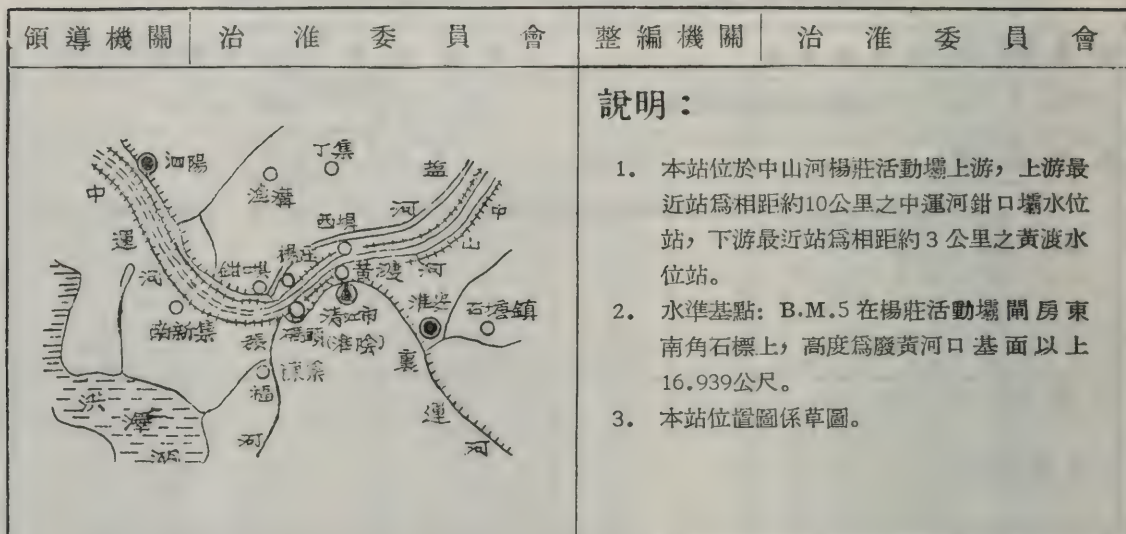 領導機關 治淮委員會 整編機關 治淮委員會
泗陽
丁集
漁溝
西壩
鹽河
中山河
中運河
楊庄
黃渡
清江市
(淮陰)
淮安
石塘鎮
南新集
張福河
裏運河
洪澤湖
說明：
1. 本站位於中山河楊莊活動壩上游，上游最
近站爲相距約10公里之中運河鉗口壩水位
站，下游最近站爲相距約3公里之黃渡水
位站。
2. 水準基點：B.M.5在楊莊活動壩閘房東
南角石標上，高度爲廢黃河口基面以上
16.939公尺。
3. 本站位置圖係草圖。